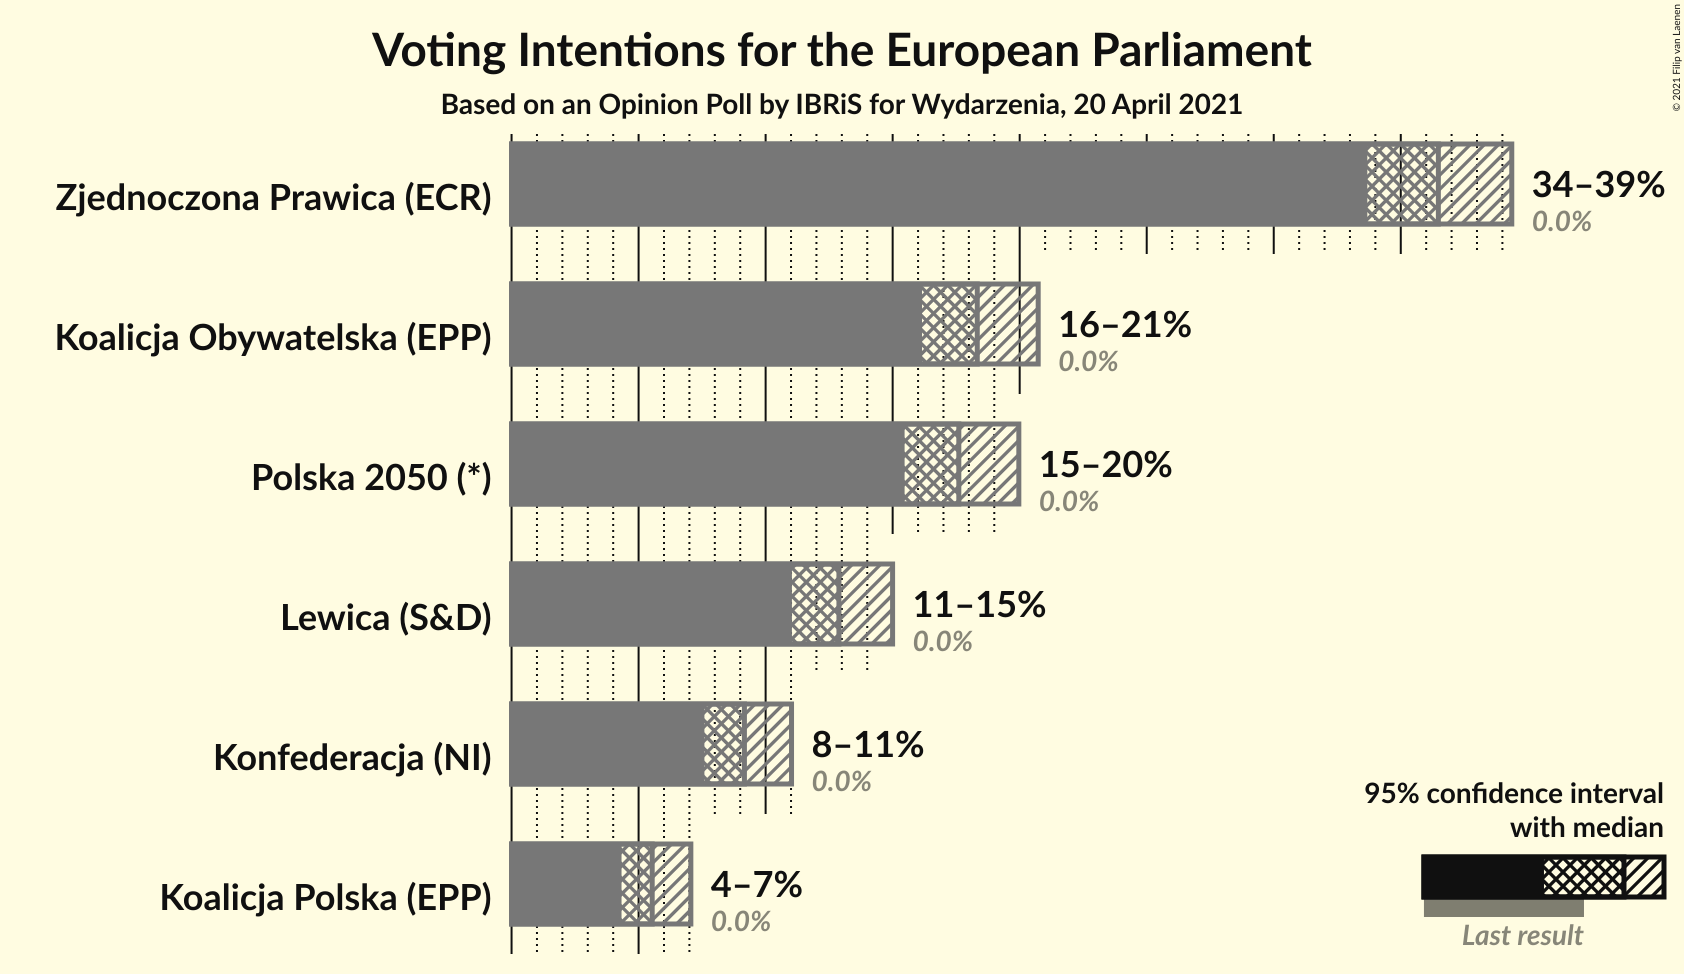 Voting Intentions for the European Parliament
Based on an Opinion Poll by IBRiS for Wydarzenia, 20 April 2021
© 2021 Filip van Laenen
Zjednoczona Prawica (ECR)
34–39%
0.0%
Koalicja Obywatelska (EPP)
16–21%
0.0%
Polska 2050 (*)
15–20%
0.0%
Lewica (S&D)
11–15%
0.0%
Konfederacja (NI)
8–11%
0.0%
Koalicja Polska (EPP)
4–7%
0.0%
95% confidence interval
with median
Last result